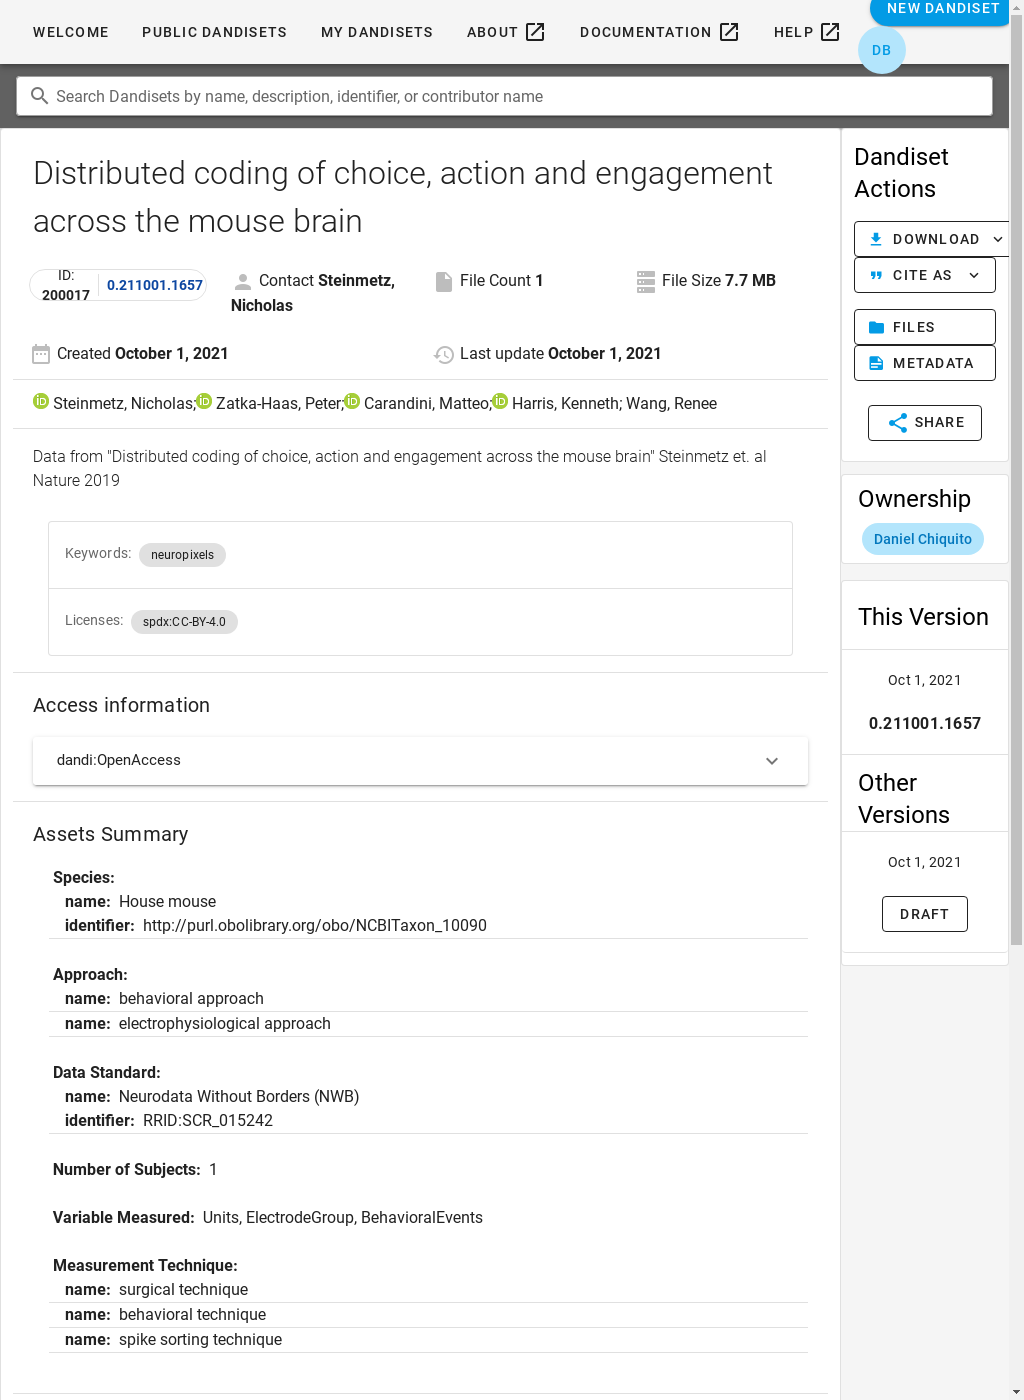 WELCOME PUBLIC DANDISETS MY DANDISETS ABOUT DOCUMENTATION HELP NEW DANDISET
DB
Search Dandisets by name, description, identifier, or contributor name
Distributed coding of choice, action and engagement
across the mouse brain
ID:
200017 0.211001.1657
Contact Steinmetz,
Nicholas
File Count 1
File Size 7.7 MB
Created October 1, 2021
Last update October 1, 2021
iD Steinmetz, Nicholas; iD Zatka-Haas, Peter; iD Carandini, Matteo; iD Harris, Kenneth; Wang, Renee
Data from "Distributed coding of choice, action and engagement across the mouse brain" Steinmetz et. al
Nature 2019
Keywords: neuropixels
Licenses: spdx:CC-BY-4.0
Access information
dandi:OpenAccess
Assets Summary
Species:
name: House mouse
identifier: http://purl.obolibrary.org/obo/NCBITaxon_10090
Approach:
name: behavioral approach
name: electrophysiological approach
Data Standard:
name: Neurodata Without Borders (NWB)
identifier: RRID:SCR_015242
Number of Subjects: 1
Variable Measured: Units, ElectrodeGroup, BehavioralEvents
Measurement Technique:
name: surgical technique
name: behavioral technique
name: spike sorting technique
Dandiset
Actions
DOWNLOAD
CITE AS
FILES
METADATA
SHARE
Ownership
Daniel Chiquito
This Version
Oct 1, 2021
0.211001.1657
Other
Versions
Oct 1, 2021
DRAFT